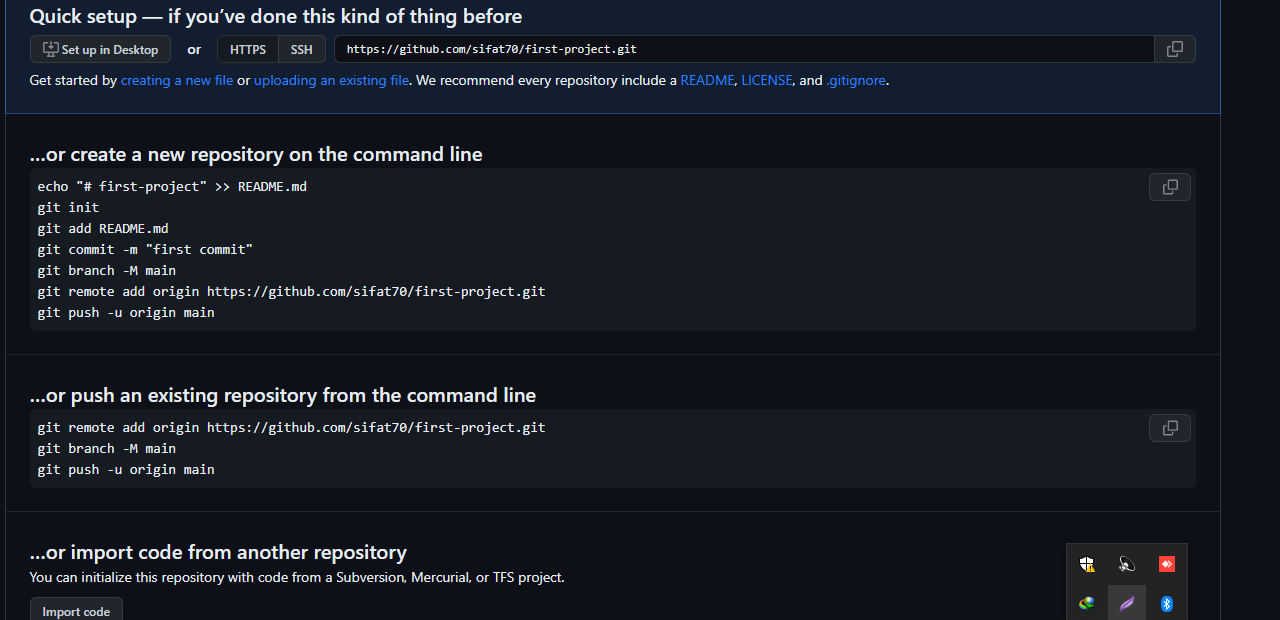 Quick setup — if you've done this kind of thing before
Set up in Desktop or HTTPS SSH https://github.com/sifat70/first-project.git
Get started by creating a new file or uploading an existing file. We recommend every repository include a README, LICENSE, and .gitignore.
...or create a new repository on the command line
echo "# first-project" >> README.md
git init
git add README.md
git commit -m "first commit"
git branch -M main
git remote add origin https://github.com/sifat70/first-project.git
git push -u origin main
...or push an existing repository from the command line
git remote add origin https://github.com/sifat70/first-project.git
git branch -M main
git push -u origin main
...or import code from another repository
You can initialize this repository with code from a Subversion, Mercurial, or TFS project.
Import code